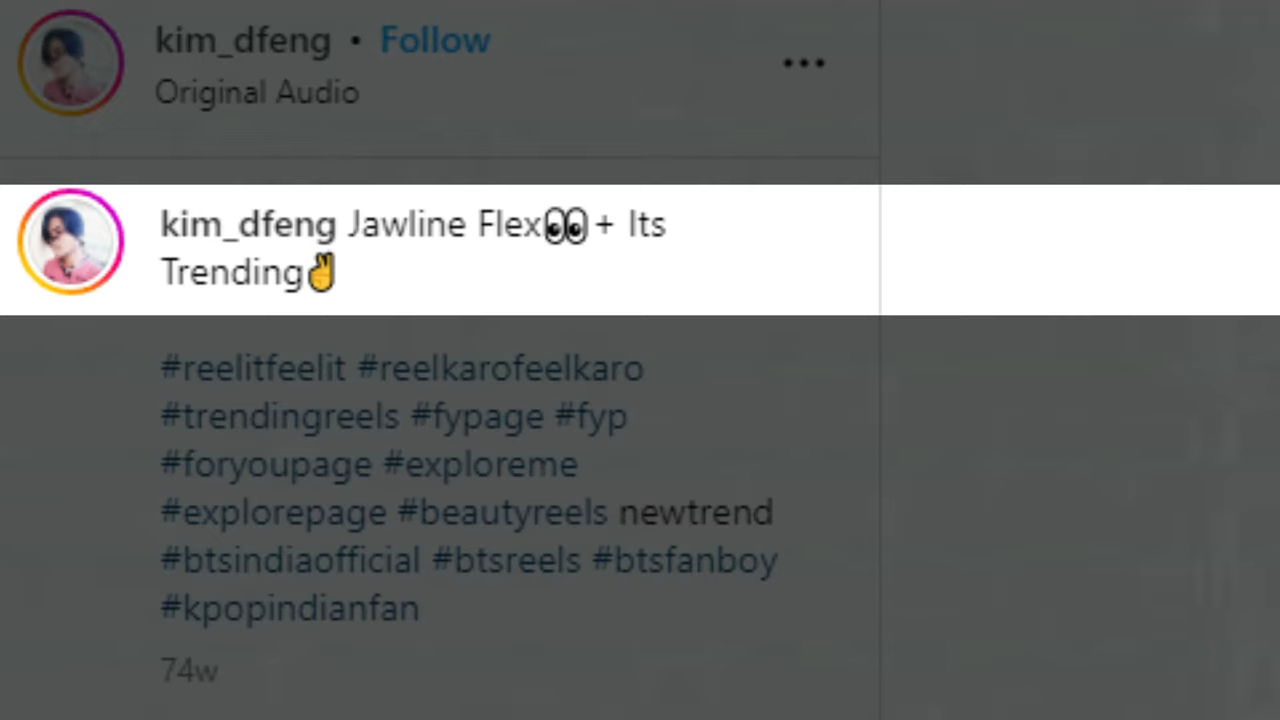 kim_dfeng • Follow
Original Audio
kim_dfeng Jawline Flex👀+ Its
Trending✌️
#reelitfeelit #reelkarofeelkaro
#trendingreels #fypage #fyp
#foryoupage #exploreme
#explorepage #beautyreels newtrend
#btsindiaofficial #btsreels #btsfanboy
#kpopindianfan
74w